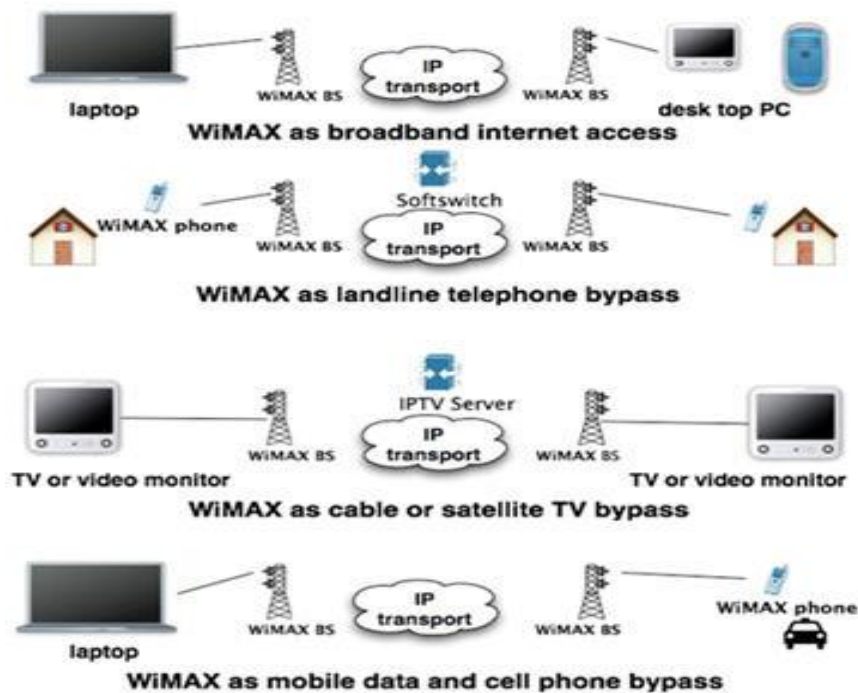 IP
transport
WiMAX BS
WiMAX BS
laptop
desk top PC
WiMAX as broadband internet access
Softswitch
WiMAX phone
IP
transport
WiMAX BS
WiMAX BS
WiMAX as landline telephone bypass
IPTV Server
IP
transport
WiMAX BS
WiMAX BS
TV or video monitor
TV or video monitor
WiMAX as cable or satellite TV bypass
IP
transport
WiMAX BS
WiMAX BS
WiMAX phone
laptop
WiMAX as mobile data and cell phone bypass